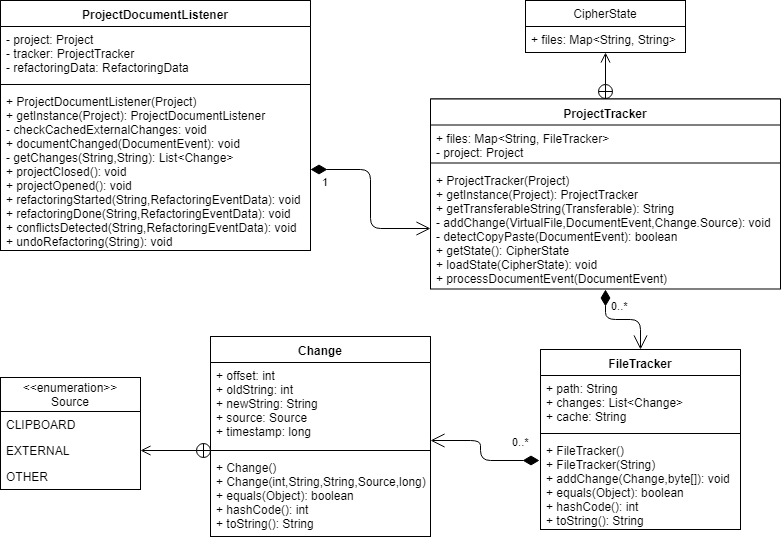 ProjectDocumentListener
- project: Project
- tracker: ProjectTracker
- refactoringData: RefactoringData
+ ProjectDocumentListener(Project)
+ getInstance(Project): ProjectDocumentListener
- checkCachedExternalChanges: void
+ documentChanged(DocumentEvent): void
- getChanges(String,String): List<Change>
+ projectClosed(): void
+ projectOpened(): void
+ refactoringStarted(String,RefactoringEventData): void
+ refactoringDone(String,RefactoringEventData): void
+ conflictsDetected(String,RefactoringEventData): void
+ undoRefactoring(String): void
1
CipherState
+ files: Map<String, String>
ProjectTracker
+ files: Map<String, FileTracker>
- project: Project
+ ProjectTracker(Project)
+ getInstance(Project): ProjectTracker
+ getTransferableString(Transferable): String
- addChange(VirtualFile,DocumentEvent,Change.Source): void
- detectCopyPaste(DocumentEvent): boolean
+ getState(): CipherState
+ loadState(CipherState): void
+ processDocumentEvent(DocumentEvent)
0..*
FileTracker
+ path: String
+ changes: List<Change>
+ cache: String
+ FileTracker()
+ FileTracker(String)
+ addChange(Change,byte[]): void
+ equals(Object): boolean
+ hashCode(): int
+ toString(): String
0..*
Change
+ offset: int
+ oldString: int
+ newString: String
+ source: Source
+ timestamp: long
+ Change()
+ Change(int,String,String,Source,long)
+ equals(Object): boolean
+ hashCode(): int
+ toString(): String
<<enumeration>>
Source
CLIPBOARD
EXTERNAL
OTHER